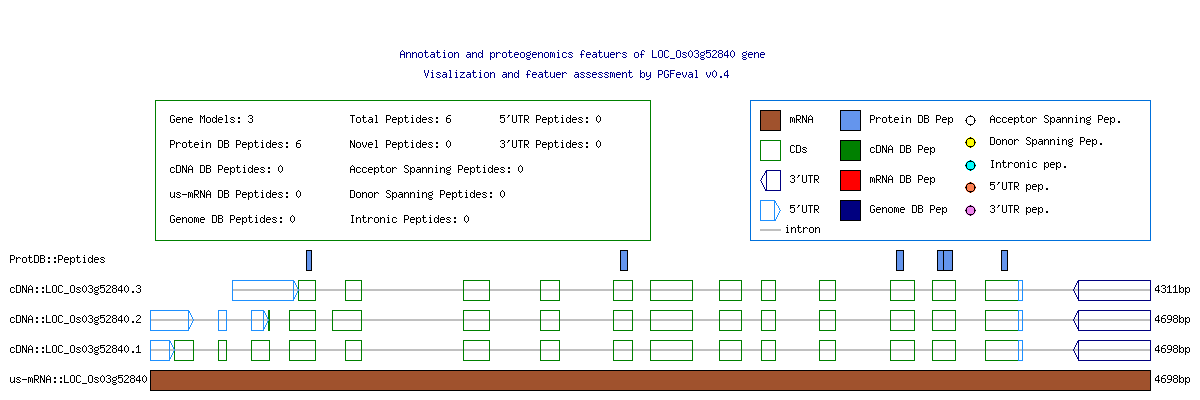 Annotation and proteogenomics featuers of LOC_Os03g52840 gene
Visalization and featuer assessment by PGFeval v0.4
Gene Models: 3 Total Peptides: 6 5'UTR Peptides: 0
Protein DB Peptides: 6 Novel Peptides: 0 3'UTR Peptides: 0
cDNA DB Peptides: 0 Acceptor Spanning Peptides: 0
us-mRNA DB Peptides: 0 Donor Spanning Peptides: 0
Genome DB Peptides: 0 Intronic Peptides: 0
mRNA Protein DB Pep Acceptor Spanning Pep.
CDs cDNA DB Pep Donor Spanning Pep.
3'UTR mRNA DB Pep Intronic pep.
5'UTR Genome DB Pep 5'UTR pep.
intron 3'UTR pep.
ProtDB::Peptides
cDNA::LOC_Os03g52840.3 4311bp
cDNA::LOC_Os03g52840.2 4698bp
cDNA::LOC_Os03g52840.1 4698bp
us-mRNA::LOC_Os03g52840 4698bp